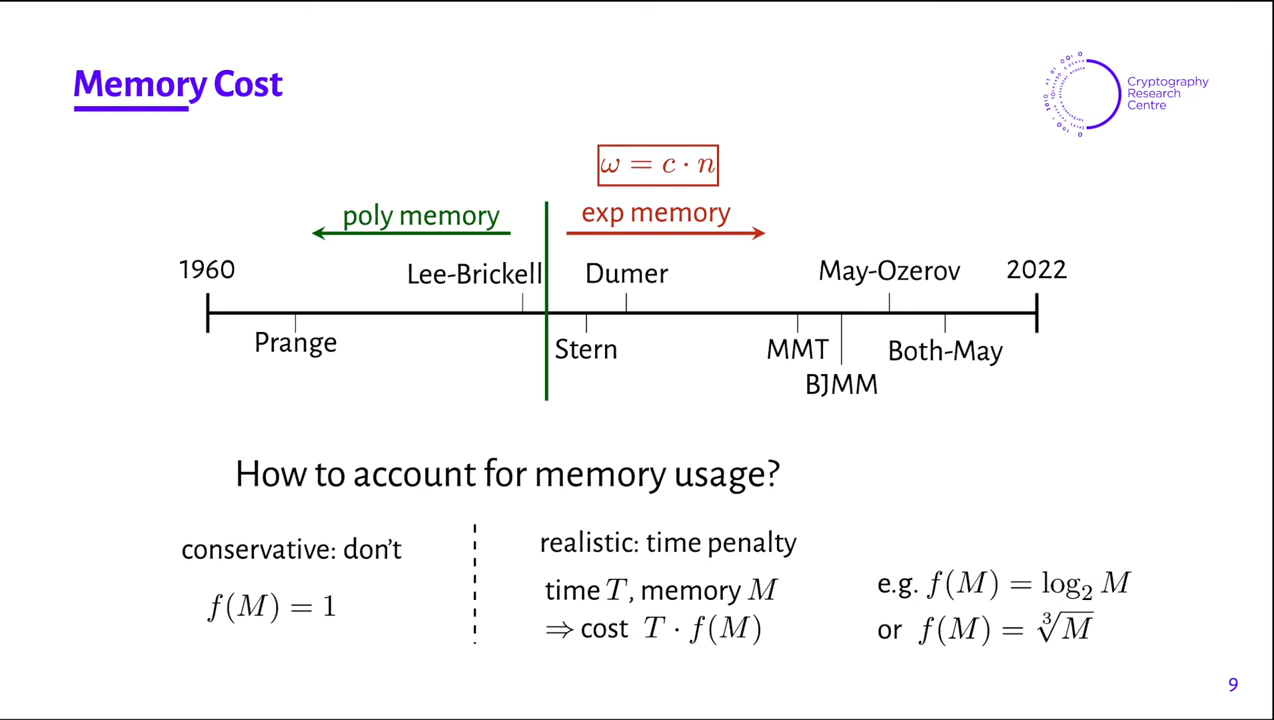 Memory Cost
Cryptography
Research
Centre
ω = c · n
poly memory
exp memory
1960
Lee-Brickell
Dumer
May-Ozerov
2022
Prange
Stern
MMT
Both-May
BJMM
How to account for memory usage?
conservative: don't
f(M) = 1
realistic: time penalty
time T, memory M
⇒ cost T · f(M)
e.g. f(M) = log₂ M
or f(M) = ∛M
9